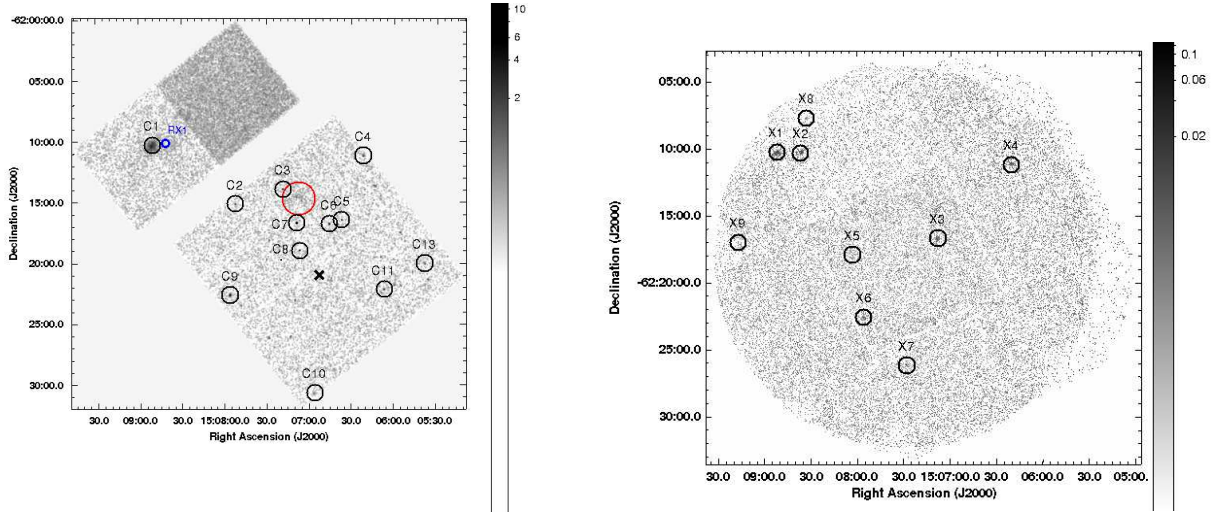 -62:00:00.0
05:00.0
10:00.0
15:00.0
20:00.0
25:00.0
30:00.0
Declination (J2000)
C1
RX1
C4
C3
C2
C6
C5
C7
C8
C13
C9
C11
C10
30.0 09:00.0 30.0 15:08:00.0 30.0 07:00.0 30.0 06:00.0 05:30.0
Right Ascension (J2000)
10
6
4
2
05:00.0
10:00.0
15:00.0
-62:20:00.0
25:00.0
30:00.0
Declination (J2000)
X8
X1
X2
X4
X3
X9
X5
X6
X7
30.0 09:00.0 30.0 08:00.0 30.0 15:07:00.0 30.0 06:00.0 30.0 05:00.
Right Ascension (J2000)
0.1
0.06
0.02